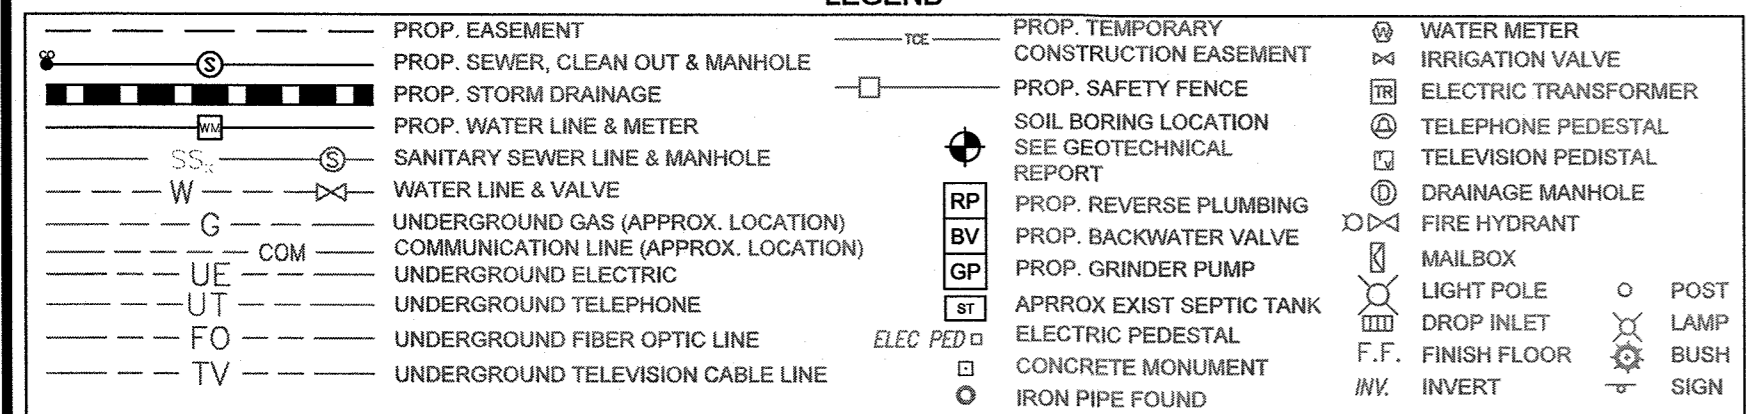 LEGEND
PROP. EASEMENT
CO S PROP. SEWER, CLEAN OUT & MANHOLE
PROP. STORM DRAINAGE
WM PROP. WATER LINE & METER
SS S SANITARY SEWER LINE & MANHOLE
W WATER LINE & VALVE
G UNDERGROUND GAS (APPROX. LOCATION)
COM COMMUNICATION LINE (APPROX. LOCATION)
UE UNDERGROUND ELECTRIC
UT UNDERGROUND TELEPHONE
FO UNDERGROUND FIBER OPTIC LINE
TV UNDERGROUND TELEVISION CABLE LINE
TCE PROP. TEMPORARY
CONSTRUCTION EASEMENT
PROP. SAFETY FENCE
SOIL BORING LOCATION
SEE GEOTECHNICAL
REPORT
RP PROP. REVERSE PLUMBING
BV PROP. BACKWATER VALVE
GP PROP. GRINDER PUMP
ST APRROX EXIST SEPTIC TANK
ELEC PED ELECTRIC PEDESTAL
CONCRETE MONUMENT
IRON PIPE FOUND
W WATER METER
IRRIGATION VALVE
TR ELECTRIC TRANSFORMER
TELEPHONE PEDESTAL
TV TELEVISION PEDISTAL
D DRAINAGE MANHOLE
FIRE HYDRANT
MAILBOX
LIGHT POLE
DROP INLET
F.F. FINISH FLOOR
INV. INVERT
POST
LAMP
BUSH
SIGN